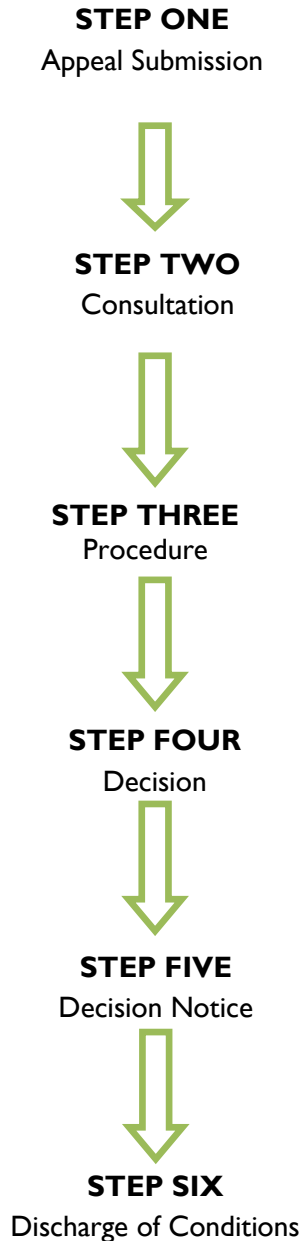 STEP ONE
Appeal Submission
STEP TWO
Consultation
STEP THREE
Procedure
STEP FOUR
Decision
STEP FIVE
Decision Notice
STEP SIX
Discharge of Conditions